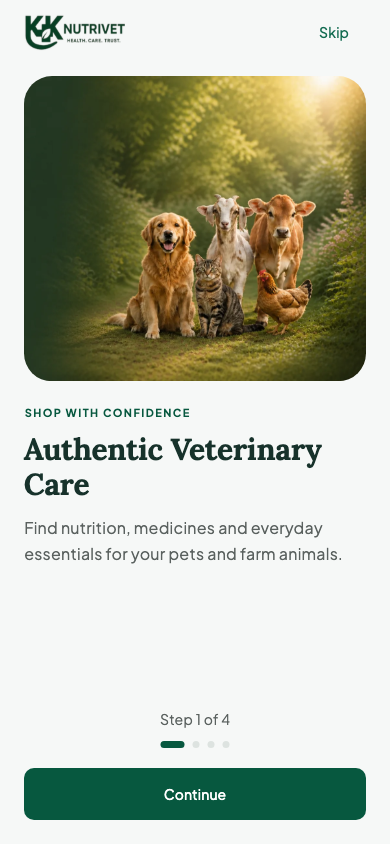 KJK NUTRIVET
HEALTH. CARE. TRUST.
Skip
SHOP WITH CONFIDENCE
Authentic Veterinary
Care
Find nutrition, medicines and everyday
essentials for your pets and farm animals.
Step 1 of 4
Continue